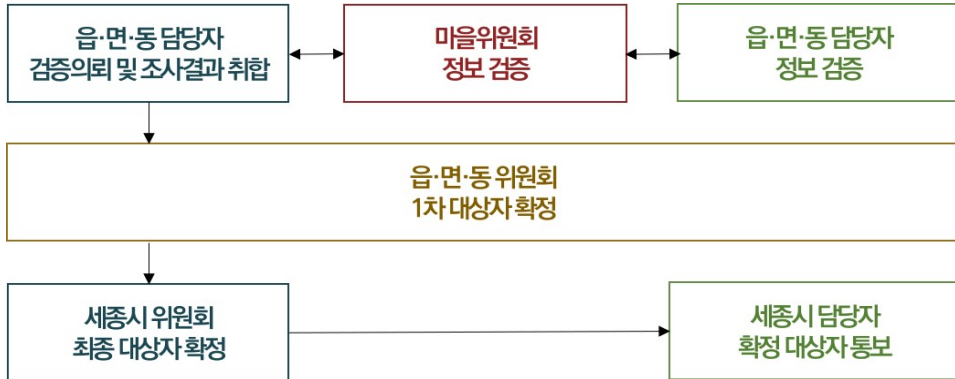 읍·면·동 담당자
검증의뢰 및 조사결과 취합
마을위원회
정보 검증
읍·면·동 담당자
정보 검증
읍·면·동 위원회
1차 대상자 확정
세종시 위원회
최종 대상자 확정
세종시 담당자
확정 대상자 통보